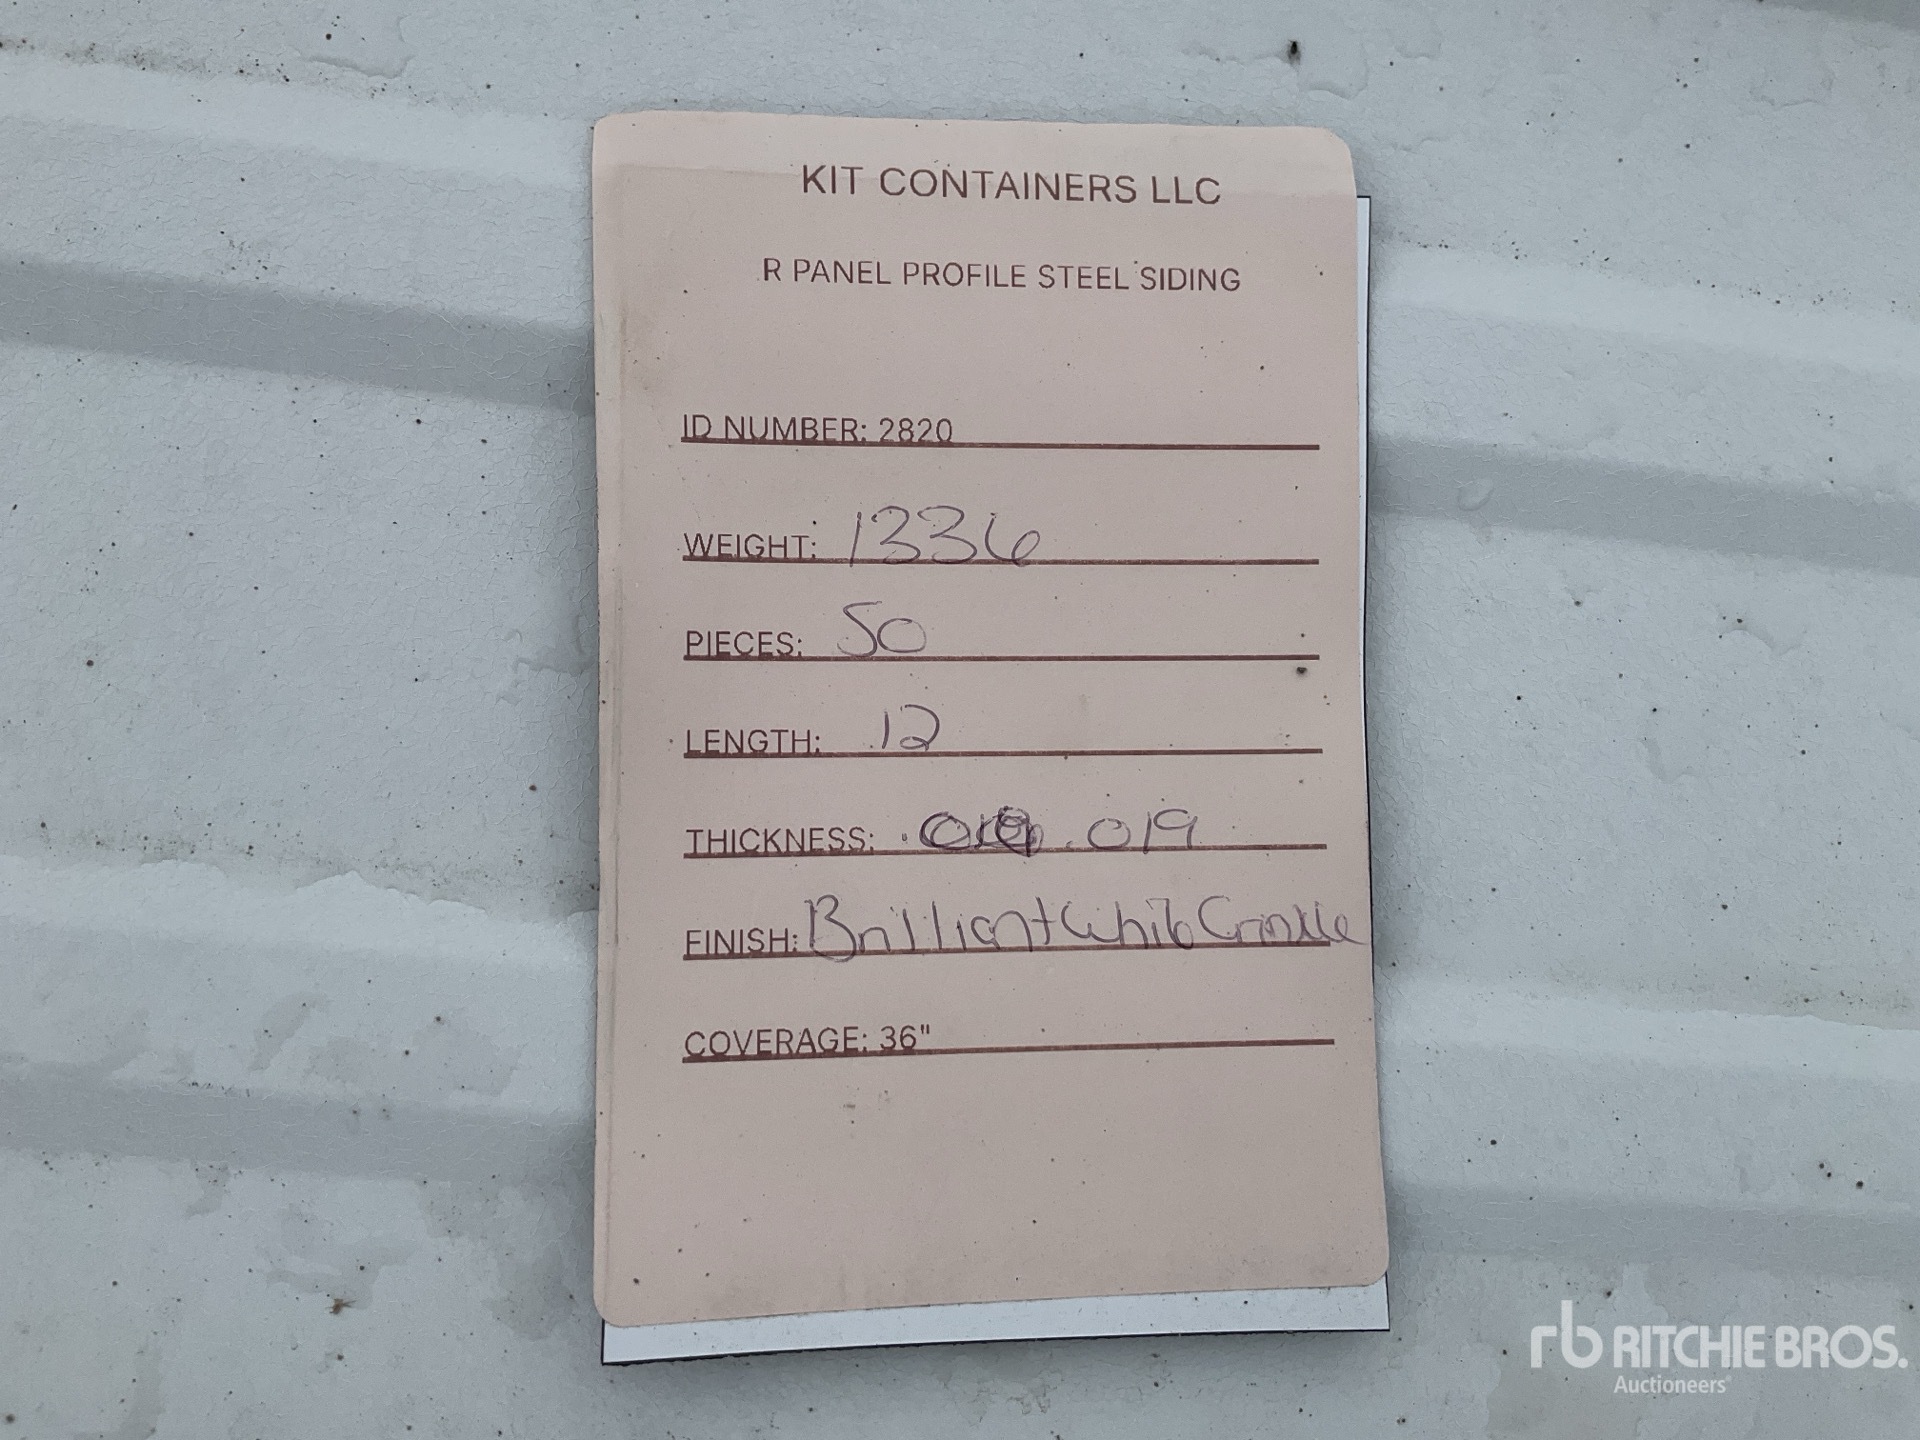 KIT CONTAINERS LLC
R PANEL PROFILE STEEL SIDING
ID NUMBER: 2820
WEIGHT: 1336
PIECES: 50
LENGTH: 12
THICKNESS: .019
FINISH: Brilliant White Crinkle
COVERAGE: 36"
rb RITCHIE BROS.
Auctioneers